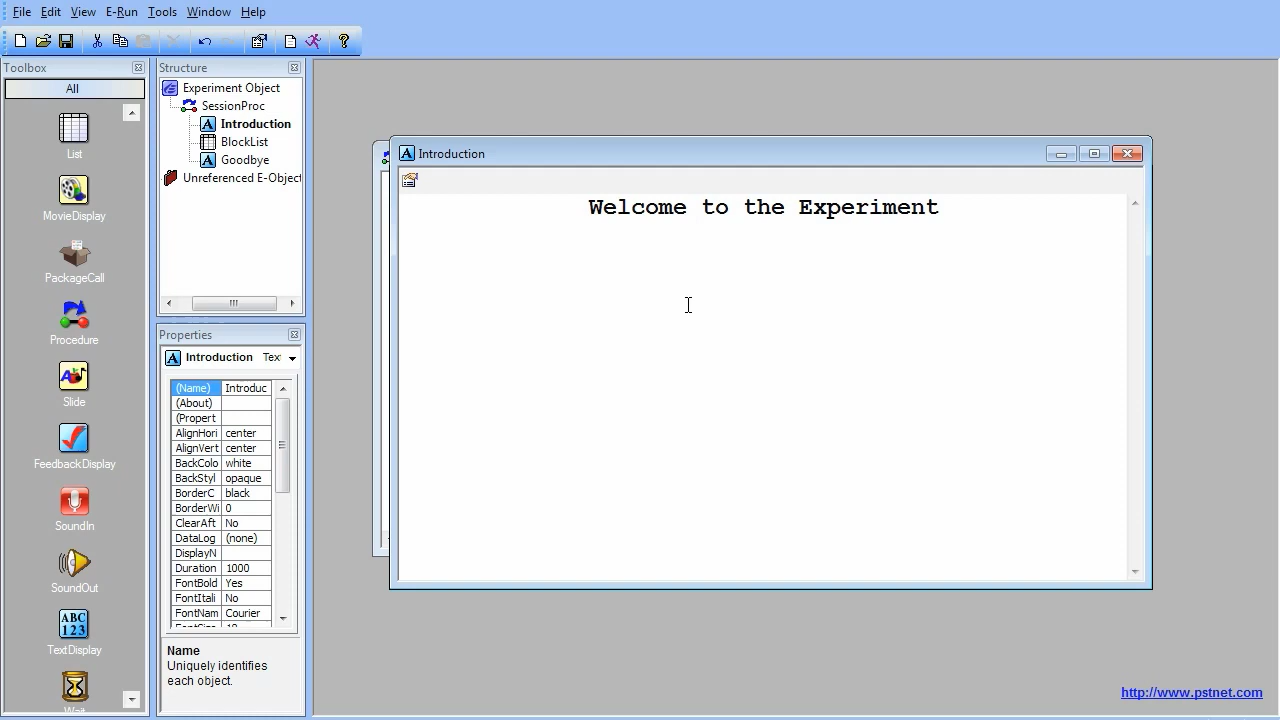 File Edit View E-Run Tools Window Help
Toolbox
All
List
MovieDisplay
PackageCall
Procedure
Slide
FeedbackDisplay
SoundIn
SoundOut
ABC
123
TextDisplay
Structure
Experiment Object
SessionProc
A Introduction
BlockList
A Goodbye
Unreferenced E-Object
Properties
A Introduction Tex
(Name) Introduc
(About)
(Propert
AlignHori center
AlignVert center
BackColo white
BackStyl opaque
BorderC black
BorderWi 0
ClearAft No
DataLog (none)
DisplayN
Duration 1000
FontBold Yes
FontItali No
FontNam Courier
Name
Uniquely identifies
each object.
A Introduction
Welcome to the Experiment
http://www.pstnet.com